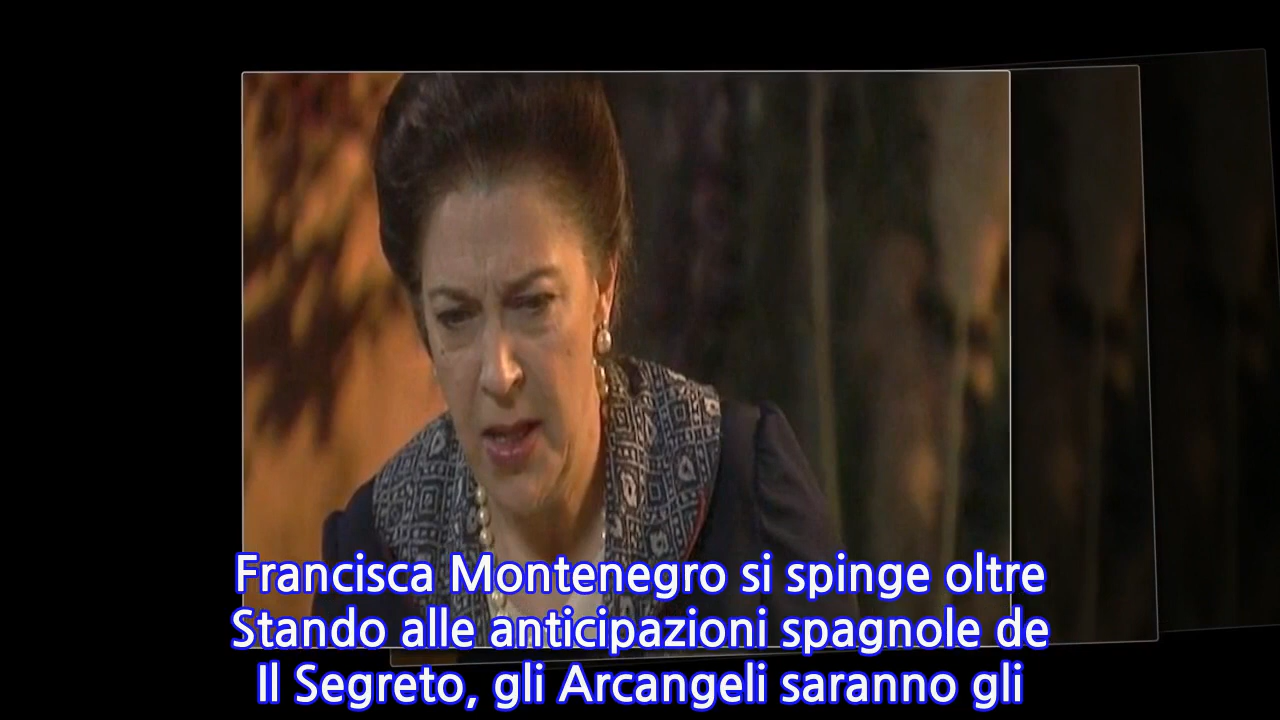 Francisca Montenegro si spinge oltre
Stando alle anticipazioni spagnole de
Il Segreto, gli Arcangeli saranno gli